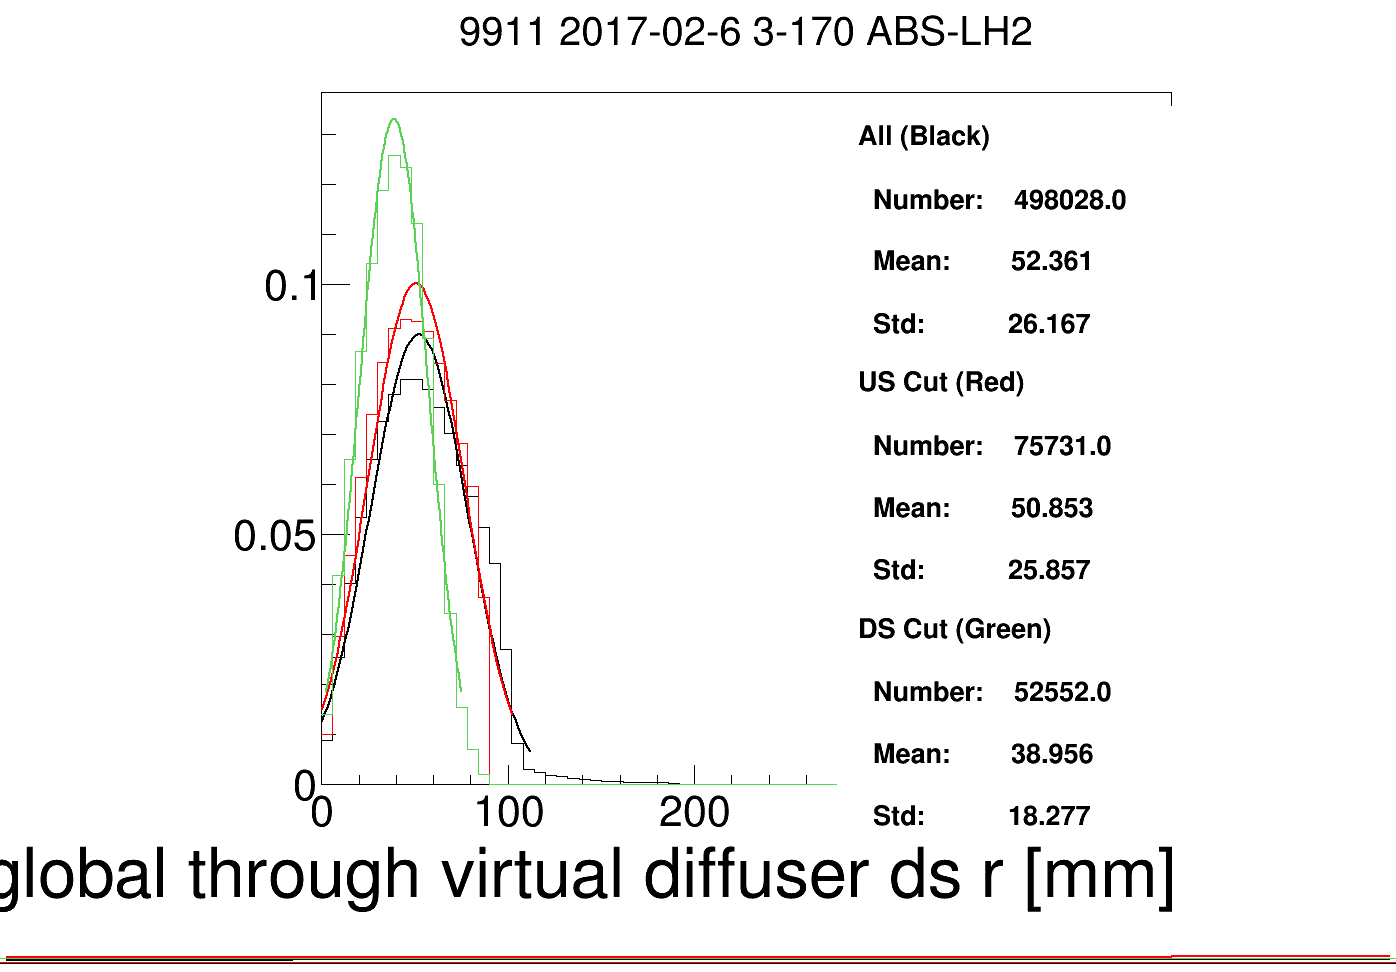 9911 2017-02-6 3-170 ABS-LH2
All (Black)
Number: 498028.0
Mean: 52.361
Std: 26.167
US Cut (Red)
Number: 75731.0
Mean: 50.853
Std: 25.857
DS Cut (Green)
Number: 52552.0
Mean: 38.956
Std: 18.277
0.1
0.05
0
0 100 200
global through virtual diffuser ds r [mm]